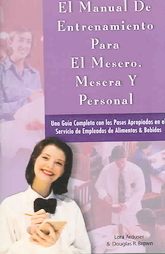 El Manual De
Entrenamiento
Para
El Mesero,
Mesera Y
Personal
Una Guía Completa con los Pasos Apropiados en el
Servicio de Empleados de Alimentos & Bebidas
Lora Arduser
& Douglas R. Brown